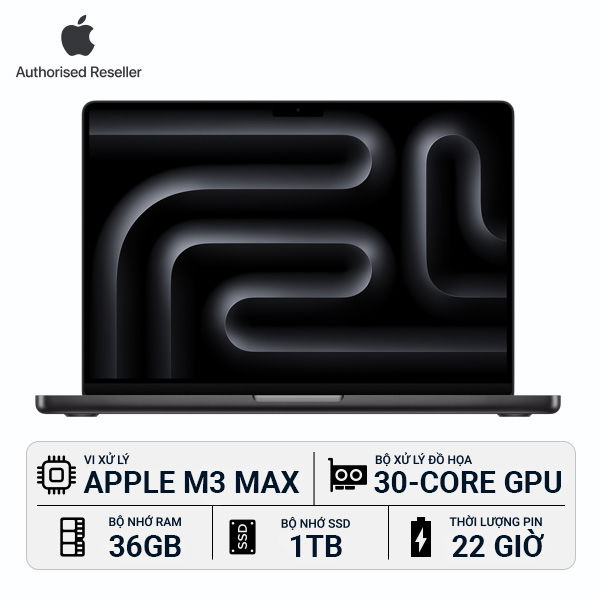 Authorised Reseller
VI XỬ LÝ
APPLE M3 MAX
BỘ XỬ LÝ ĐỒ HỌA
30-CORE GPU
BỘ NHỚ RAM
36GB
SSD
BỘ NHỚ SSD
1TB
THỜI LƯỢNG PIN
22 GIỜ